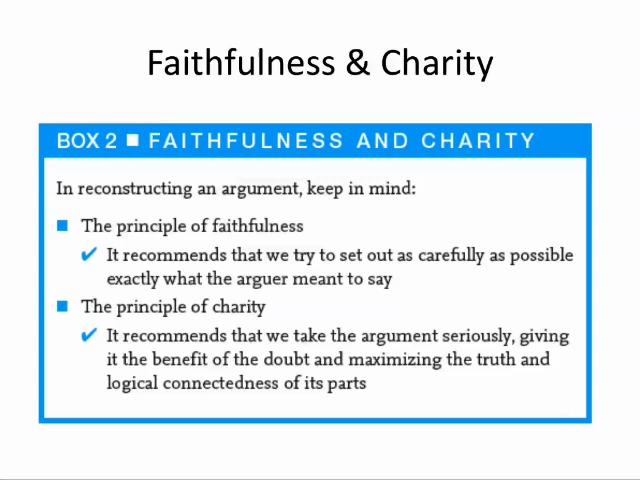 Faithfulness & Charity
BOX 2 ■ FAITHFULNESS AND CHARITY
In reconstructing an argument, keep in mind:
■ The principle of faithfulness
✔ It recommends that we try to set out as carefully as possible
exactly what the arguer meant to say
■ The principle of charity
✔ It recommends that we take the argument seriously, giving
it the benefit of the doubt and maximizing the truth and
logical connectedness of its parts